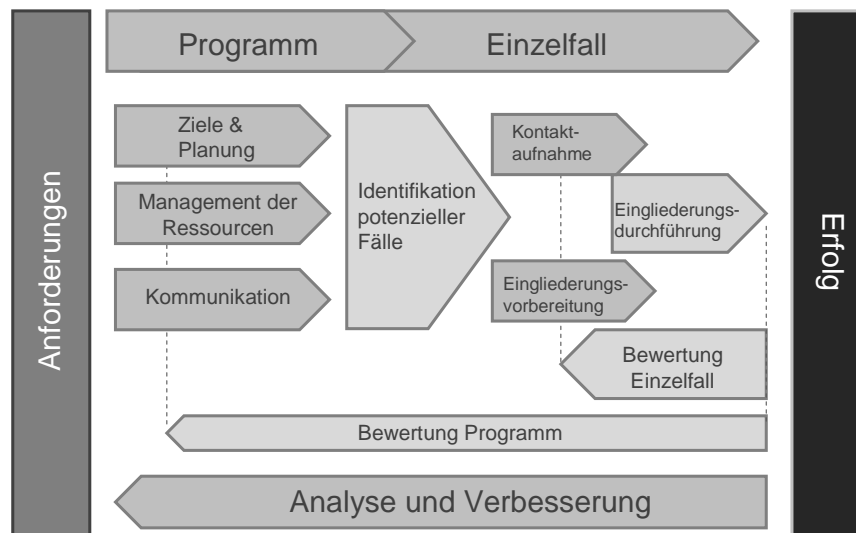 Anforderungen
Programm
Einzelfall
Ziele &
Planung
Management der
Ressourcen
Kommunikation
Identifikation
potenzieller
Fälle
Kontakt-
aufnahme
Eingliederungs-
durchführung
Eingliederungs-
vorbereitung
Bewertung
Einzelfall
Bewertung Programm
Analyse und Verbesserung
Erfolg